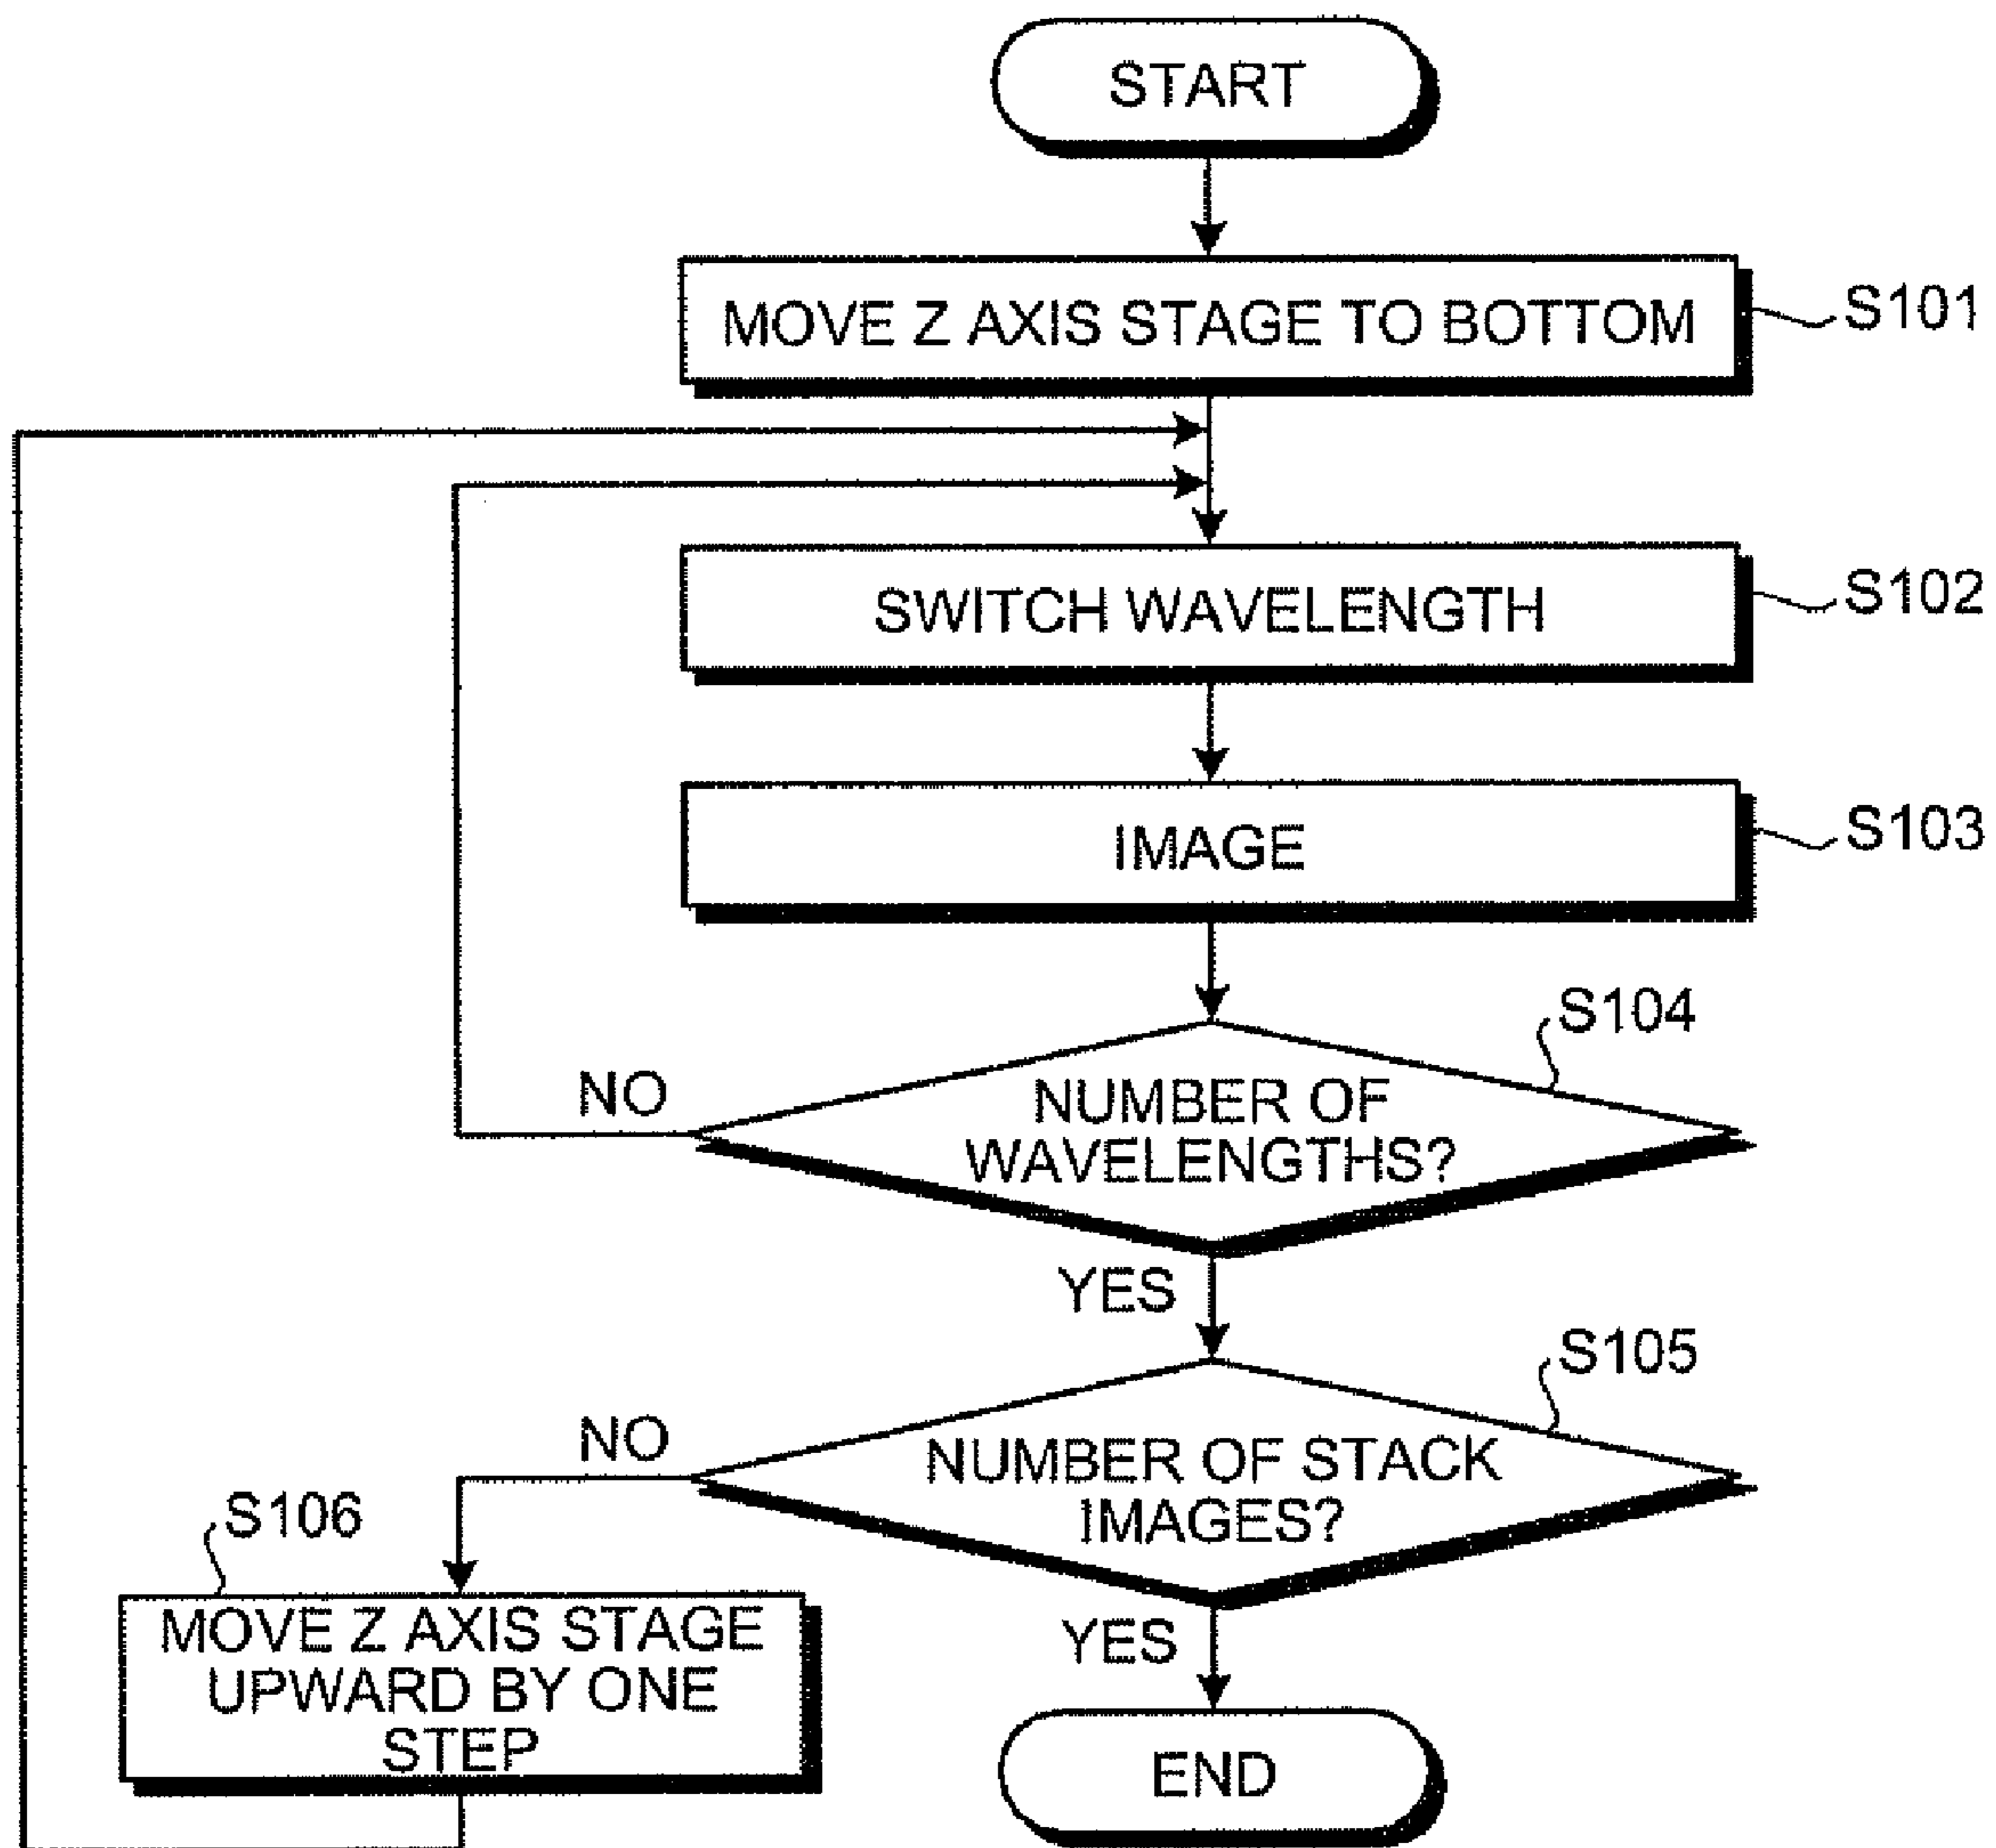 START
MOVE Z AXIS STAGE TO BOTTOM
S101
SWITCH WAVELENGTH
S102
IMAGE
S103
S104
NUMBER OF
WAVELENGTHS?
NO
YES
S105
NUMBER OF STACK
IMAGES?
NO
S106
MOVE Z AXIS STAGE
UPWARD BY ONE
STEP
YES
END